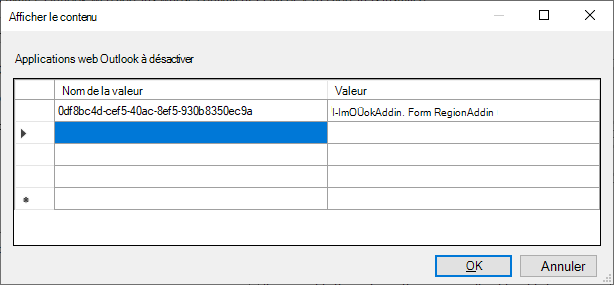 Afficher le contenu
Applications web Outlook à désactiver
Nom de la valeur Valeur
0df8bc4d-cef5-40ac-8ef5-930b8350ec9a I-ImOÜokAddin. Form RegionAddin
OK Annuler